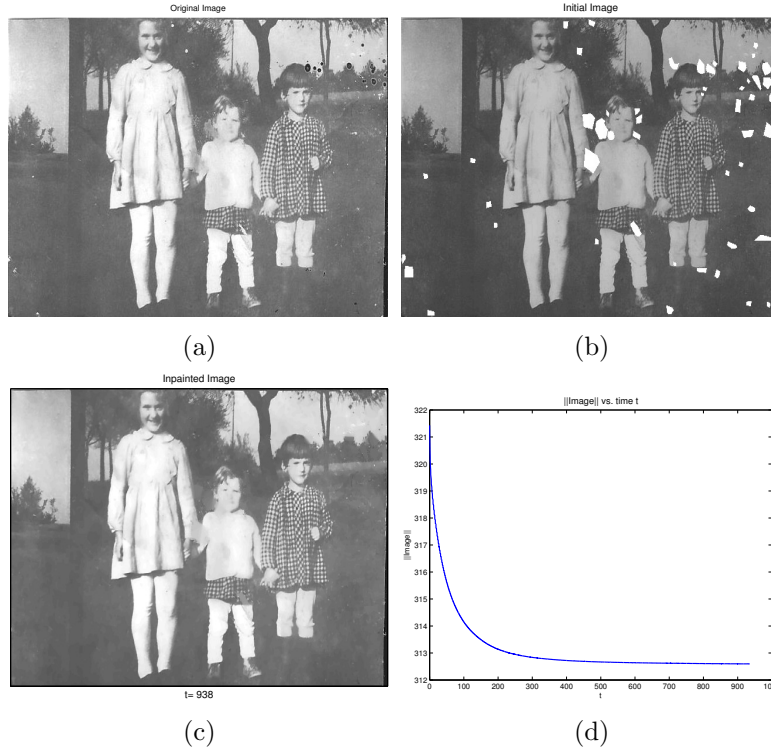 Original Image
Initial Image
(a)
(b)
Inpainted Image
t= 938
(c)
||Image|| vs. time t
322
321
320
319
318
317
316
315
314
313
312
||Image||
0 100 200 300 400 500 600 700 800 900
t
(d)